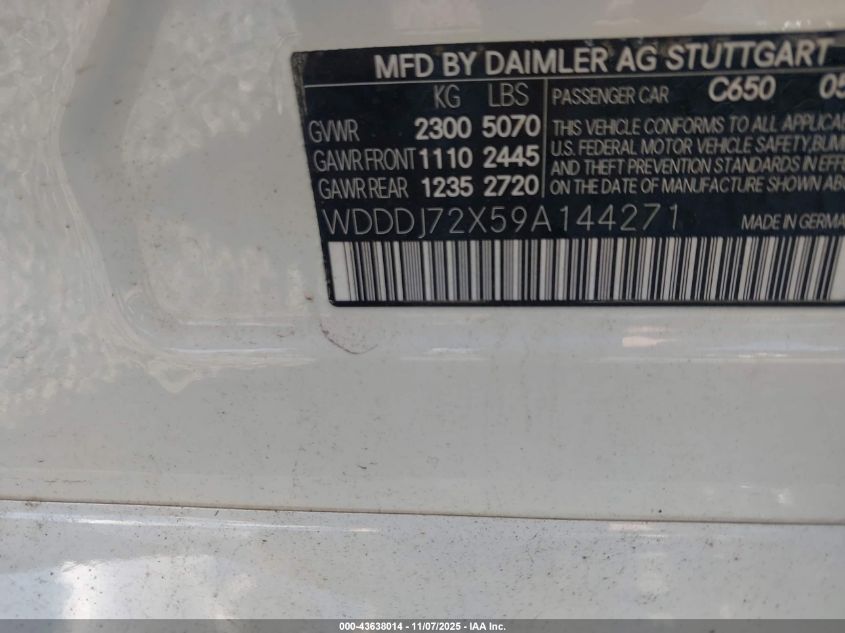 MFD BY DAIMLER AG STUTTGART
KG LBS PASSENGER CAR C650 05
GVWR 2300 5070 THIS VEHICLE CONFORMS TO ALL
GAWR FRONT 1110 2445 U.S. FEDERAL MOTOR VEHICLE SAFETY,
GAWR REAR 1235 2720 AND THEFT PREVENTION STANDARDS IN
ON THE DATE OF MANUFACTURE SHOWN
WDDDJ72X59A144271 MADE IN
000-43638014 - 11/07/2025 - IAA Inc.